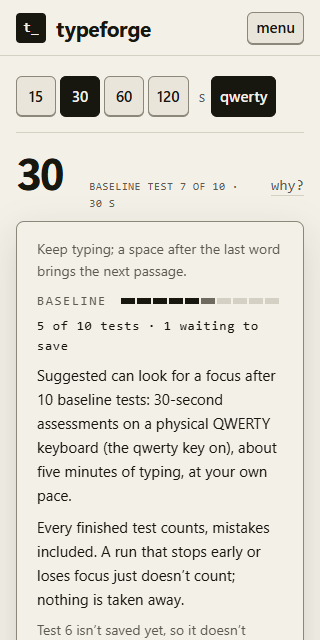 t_ typeforge menu
15 30 60 120 s qwerty
30 BASELINE TEST 7 OF 10 · why?
30 S
Keep typing; a space after the last word
brings the next passage.
BASELINE
5 of 10 tests · 1 waiting to
save
Suggested can look for a focus after
10 baseline tests: 30-second
assessments on a physical QWERTY
keyboard (the qwerty key on), about
five minutes of typing, at your own
pace.
Every finished test counts, mistakes
included. A run that stops early or
loses focus just doesn’t count;
nothing is taken away.
Test 6 isn’t saved yet, so it doesn’t